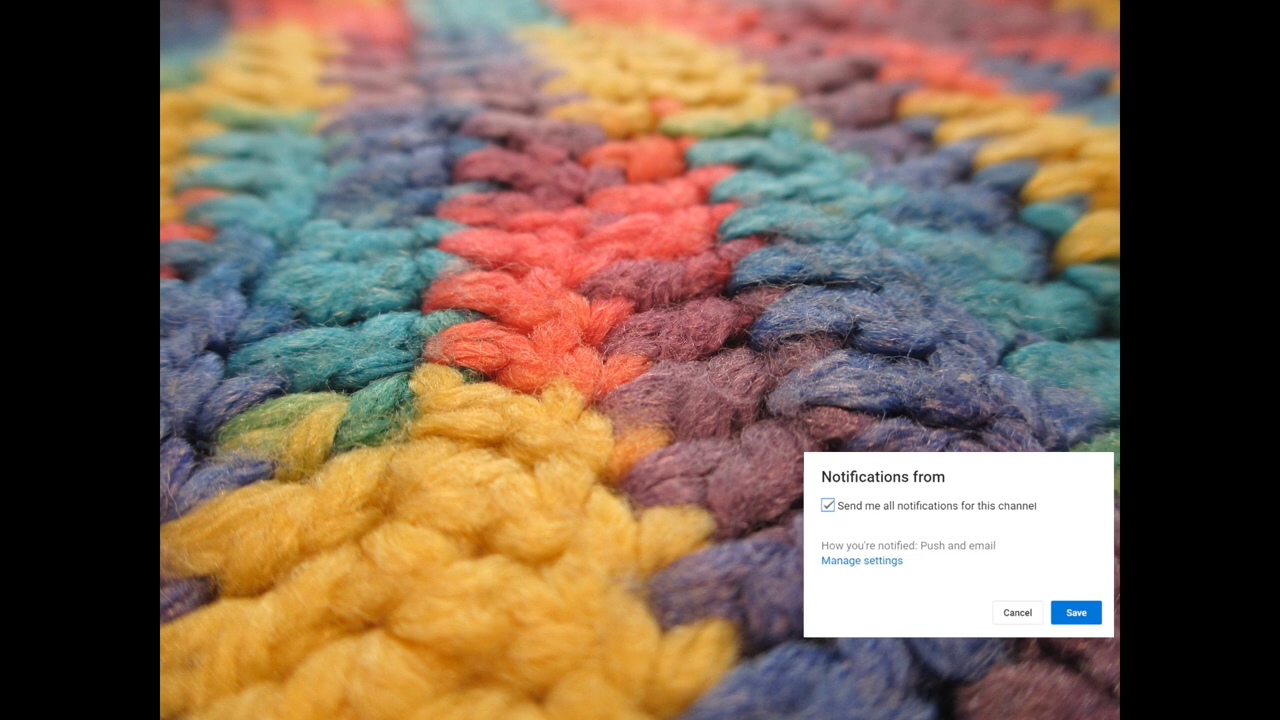 Notifications from
Send me all notifications for this channel
How you're notified: Push and email
Manage settings
Cancel
Save